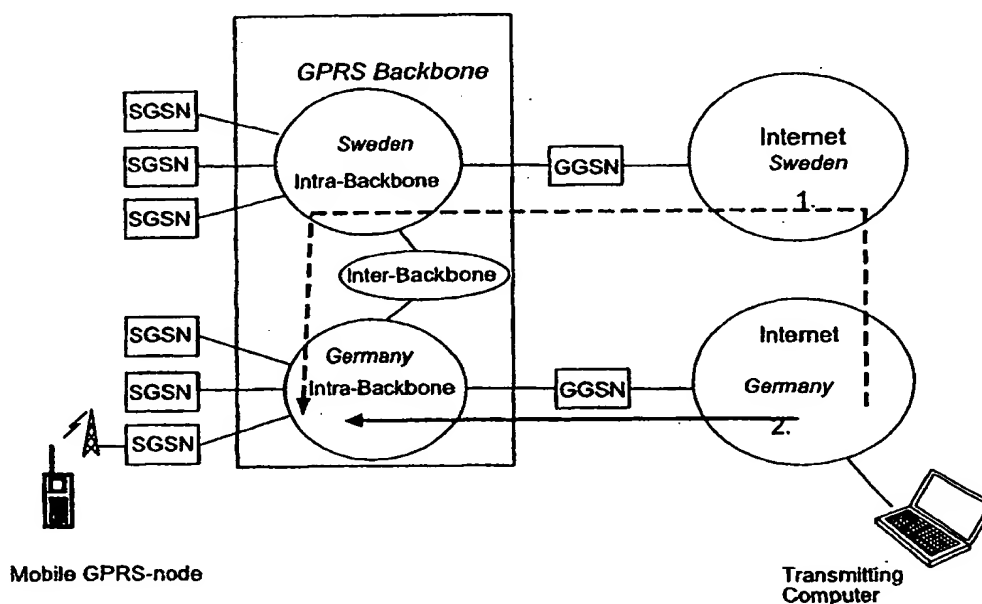 GPRS Backbone
SGSN
SGSN
SGSN
Sweden
Intra-Backbone
GGSN
Internet
Sweden
1.
Inter-Backbone
SGSN
SGSN
SGSN
Germany
Intra-Backbone
GGSN
Internet
Germany
2.
Mobile GPRS-node
Transmitting
Computer